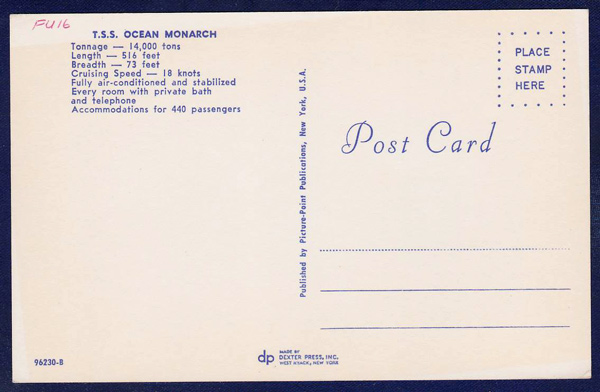 FU16
T.S.S. OCEAN MONARCH
Tonnage — 14,000 tons
Length — 516 feet
Breadth — 73 feet
Cruising Speed — 18 knots
Fully air-conditioned and stabilized
Every room with private bath
and telephone
Accommodations for 440 passengers
PLACE
STAMP
HERE
Post Card
Published by Picture-Point Publications, New York, U.S.A.
96230-B
dp
MADE BY
DEXTER PRESS, INC.
WEST NYACK, NEW YORK